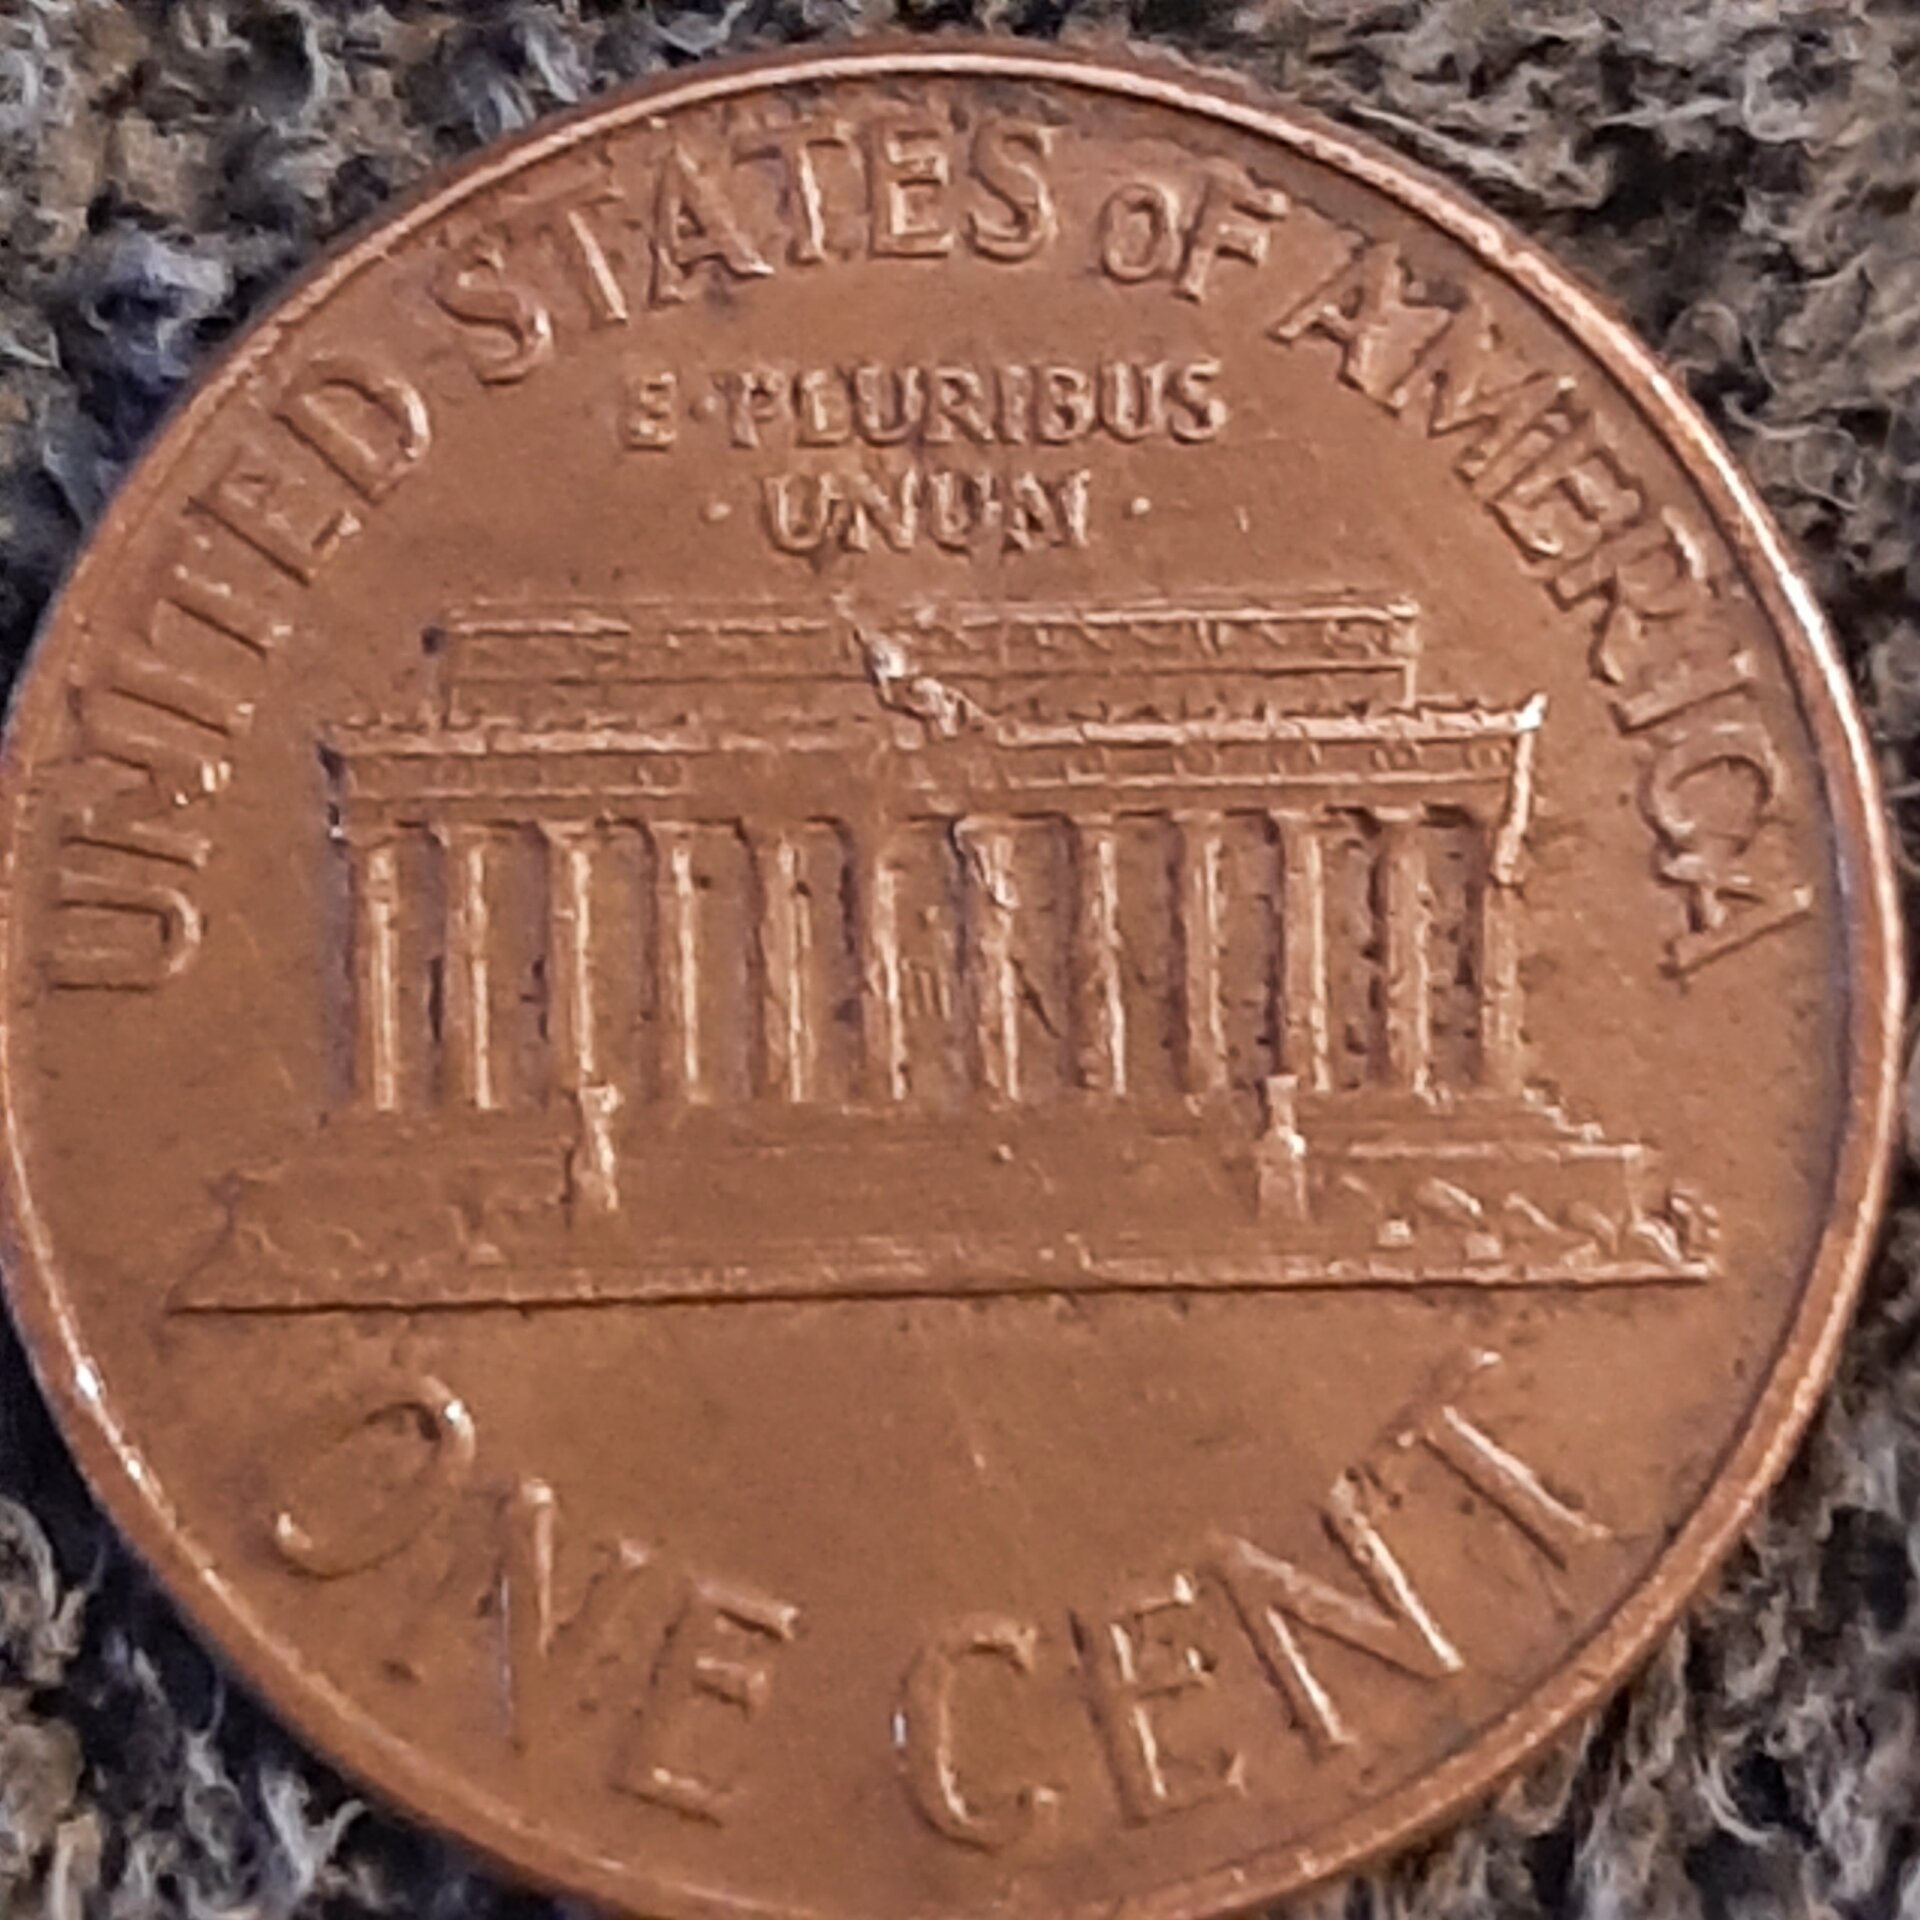 UNITED STATES OF AMERICA
E·PLURIBUS
·UNUM·
ONE CENT